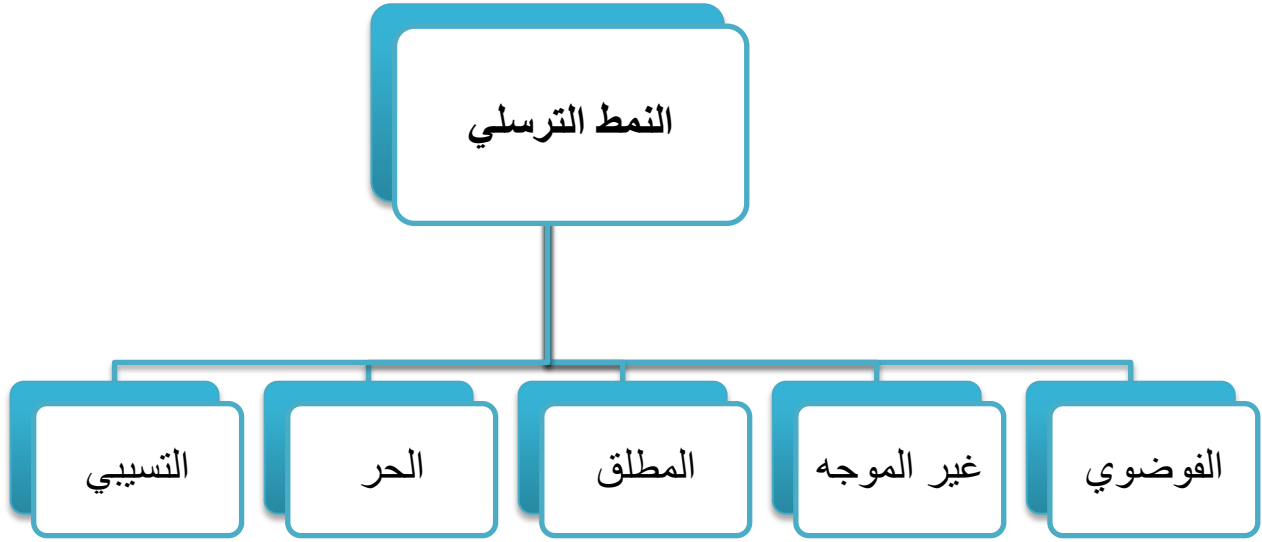 النمط الترسلي
الفوضوي
غير الموجه
المطلق
الحر
التسيبي